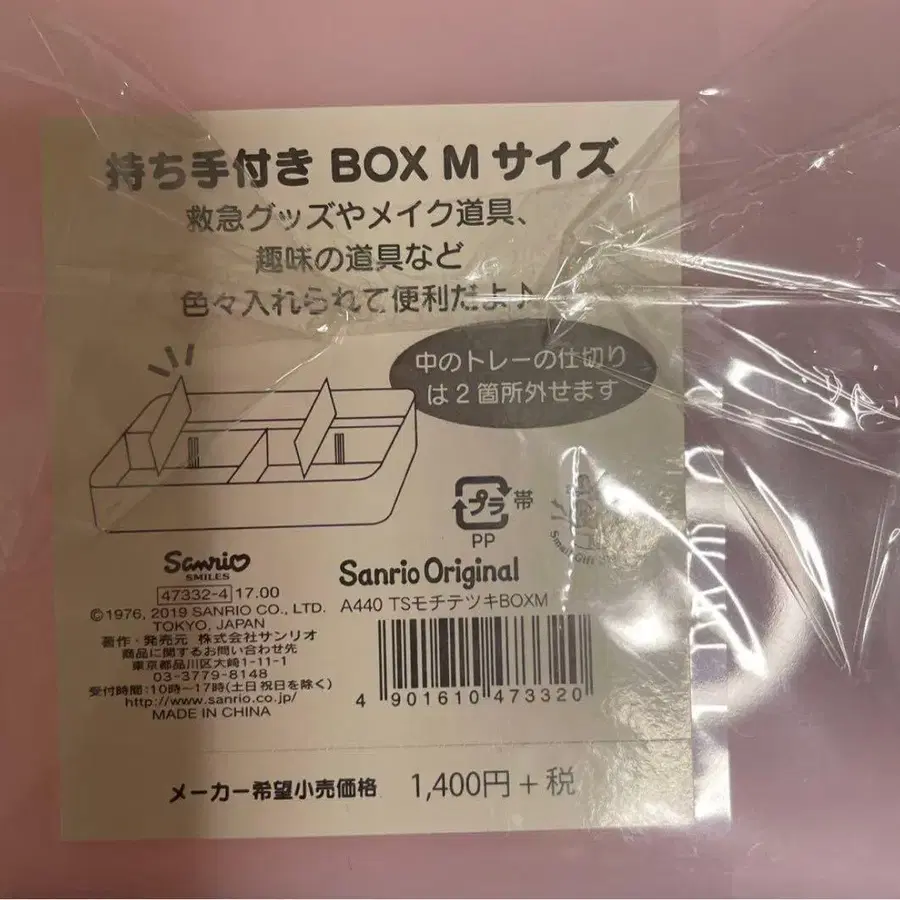 持ち手付き BOX M サイズ
救急グッズやメイク道具、
趣味の道具など
色々入れられて便利だよ♪
中のトレーの仕切り
は2箇所外せます
プラ 帯
PP
Small Gift
Sanrio
SMILES
47332-4 17.00
©1976, 2019 SANRIO CO., LTD.
TOKYO, JAPAN
著作・発売元 株式会社サンリオ
商品に関するお問い合わせ先
東京都品川区大崎1-11-1
03-3779-8148
受付時間:10時～17時(土日祝日を除く)
http://www.sanrio.co.jp/
MADE IN CHINA
Sanrio Original
A440 TSモチテツキBOXM
4 901610 473320
メーカー希望小売価格 1,400円+税